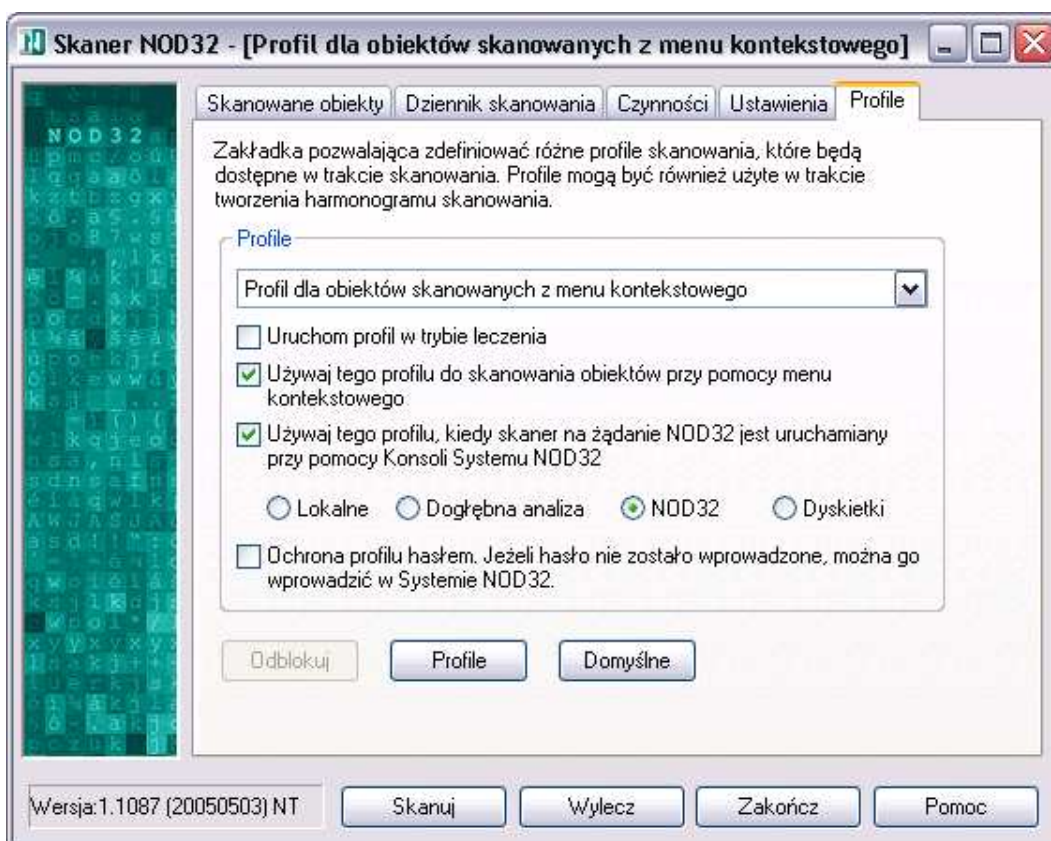 Skaner NOD32 - [Profil dla obiektów skanowanych z menu kontekstowego]
Skanowane obiekty
Dziennik skanowania
Czynności
Ustawienia
Profile
NOD32
Zakładka pozwalająca zdefiniować różne profile skanowania, które będą
dostępne w trakcie skanowania. Profile mogą być również użyte w trakcie
tworzenia harmonogramu skanowania.
Profile
Profil dla obiektów skanowanych z menu kontekstowego
Uruchom profil w trybie leczenia
Używaj tego profilu do skanowania obiektów przy pomocy menu
kontekstowego
Używaj tego profilu, kiedy skaner na żądanie NOD32 jest uruchamiany
przy pomocy Konsoli Systemu NOD32
Lokalne
Dogłębna analiza
NOD32
Dyskietki
Ochrona profilu hasłem. Jeżeli hasło nie zostało wprowadzone, można go
wprowadzić w Systemie NOD32.
Odblokuj
Profile
Domyślne
Wersja:1.1087 (20050503) NT
Skanuj
Wylecz
Zakończ
Pomoc